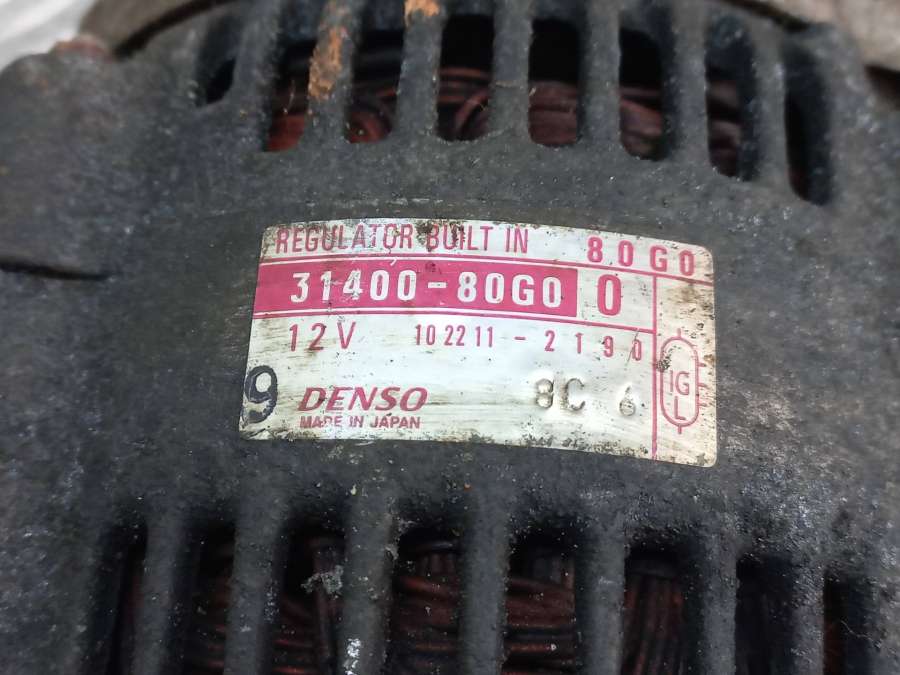 REGULATOR BUILT IN 80G0
31400-80G0 0
12V 102211-2190
9 DENSO 8C 6
MADE IN JAPAN
IG
L